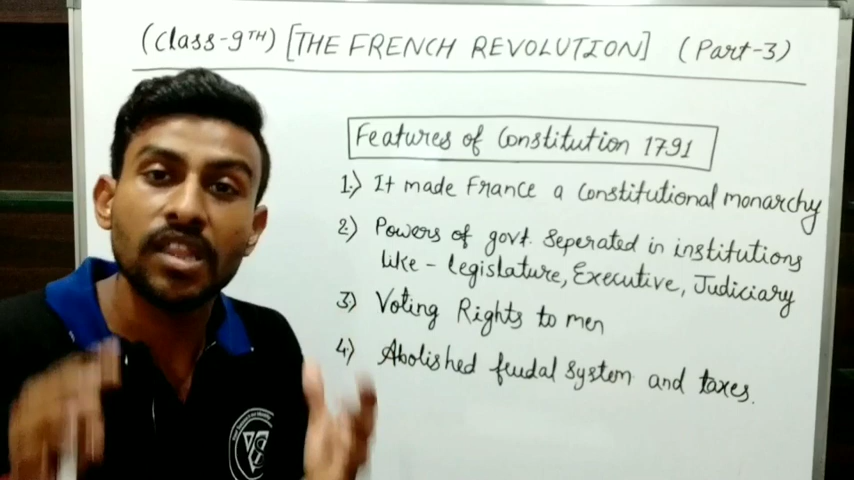 (Class-9TH) [THE FRENCH REVOLUTION] (Part-3)
Features of Constitution 1791
1.) It made France a Constitutional monarchy
2) Powers of govt. Seperated in institutions
like - legislature, Executive, Judiciary
3) Voting Rights to men
4) Abolished feudal system and taxes.